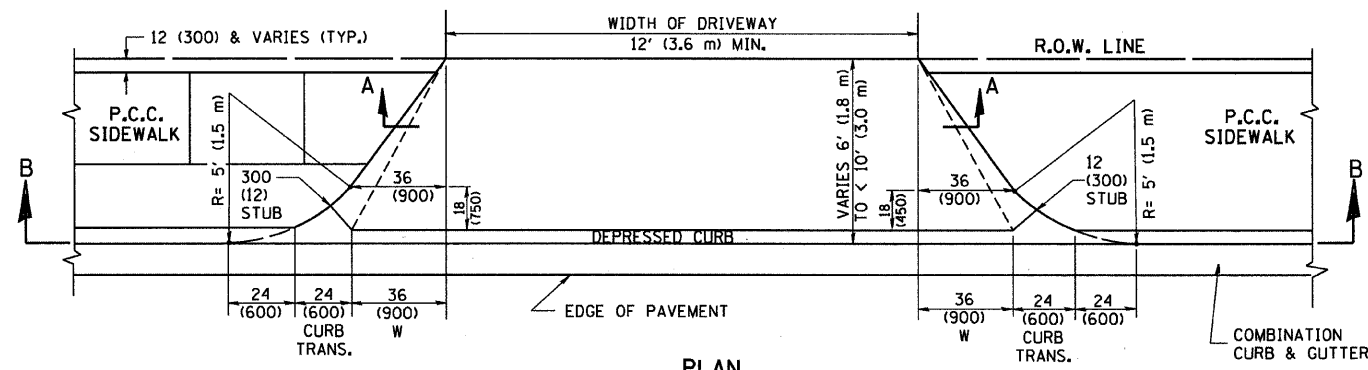 WIDTH OF DRIVEWAY
12' (3.6 m) MIN.
12 (300) & VARIES (TYP.)
R.O.W. LINE
A
A
P.C.C.
SIDEWALK
P.C.C.
SIDEWALK
R= 5' (1.5 m)
VARIES 6' (1.8 m)
TO < 10' (3.0 m)
R= 5' (1.5 m)
B
B
300
(12)
STUB
36
(900)
18
(750)
36
(900)
18
(450)
12
(300)
STUB
DEPRESSED CURB
24
(600)
24
(600)
CURB
TRANS.
36
(900)
W
EDGE OF PAVEMENT
36
(900)
W
24
(600)
CURB
TRANS.
24
(600)
COMBINATION
CURB & GUTTER
PLAN